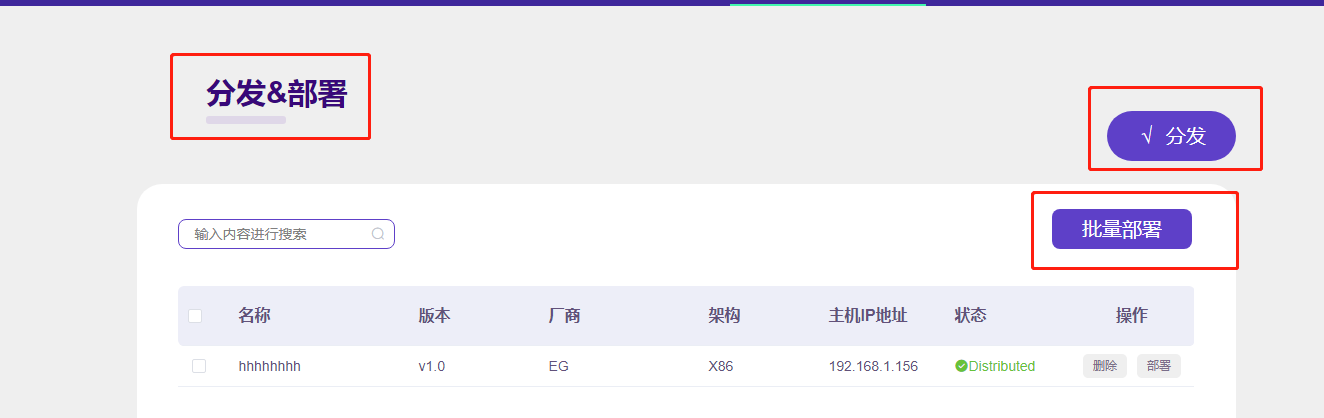 分发&部署
√ 分发
输入内容进行搜索
批量部署
名称 版本 厂商 架构 主机IP地址 状态 操作
hhhhhhhh v1.0 EG X86 192.168.1.156 Distributed 删除 部署